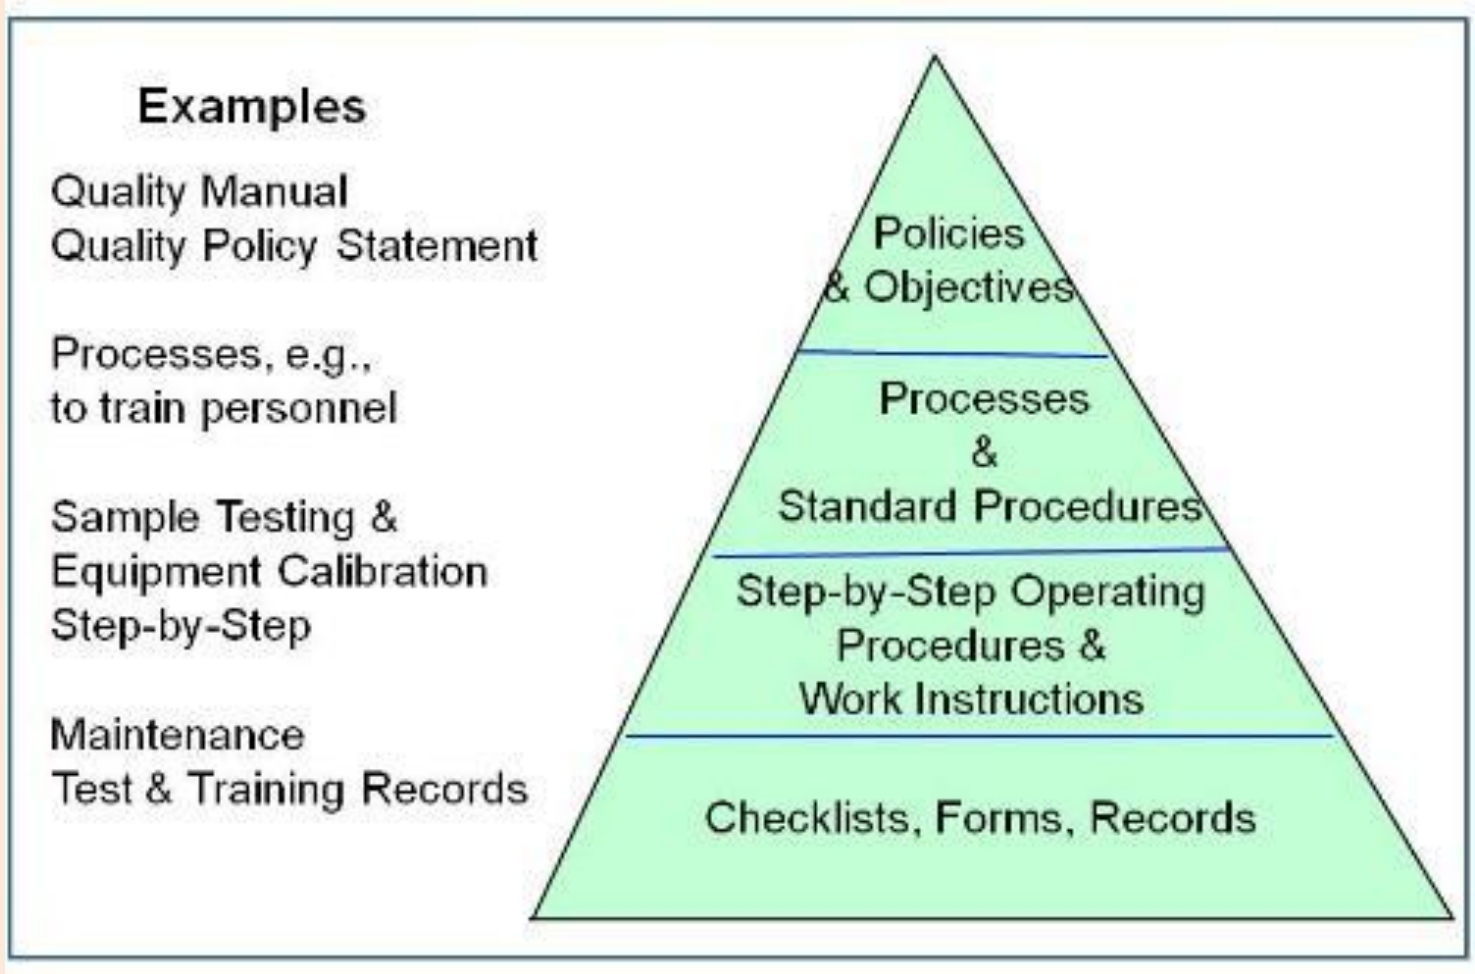 Examples
Quality Manual
Quality Policy Statement
Processes, e.g.,
to train personnel
Sample Testing &
Equipment Calibration
Step-by-Step
Maintenance
Test & Training Records
Policies
& Objectives
Processes
&
Standard Procedures
Step-by-Step Operating
Procedures &
Work Instructions
Checklists, Forms, Records